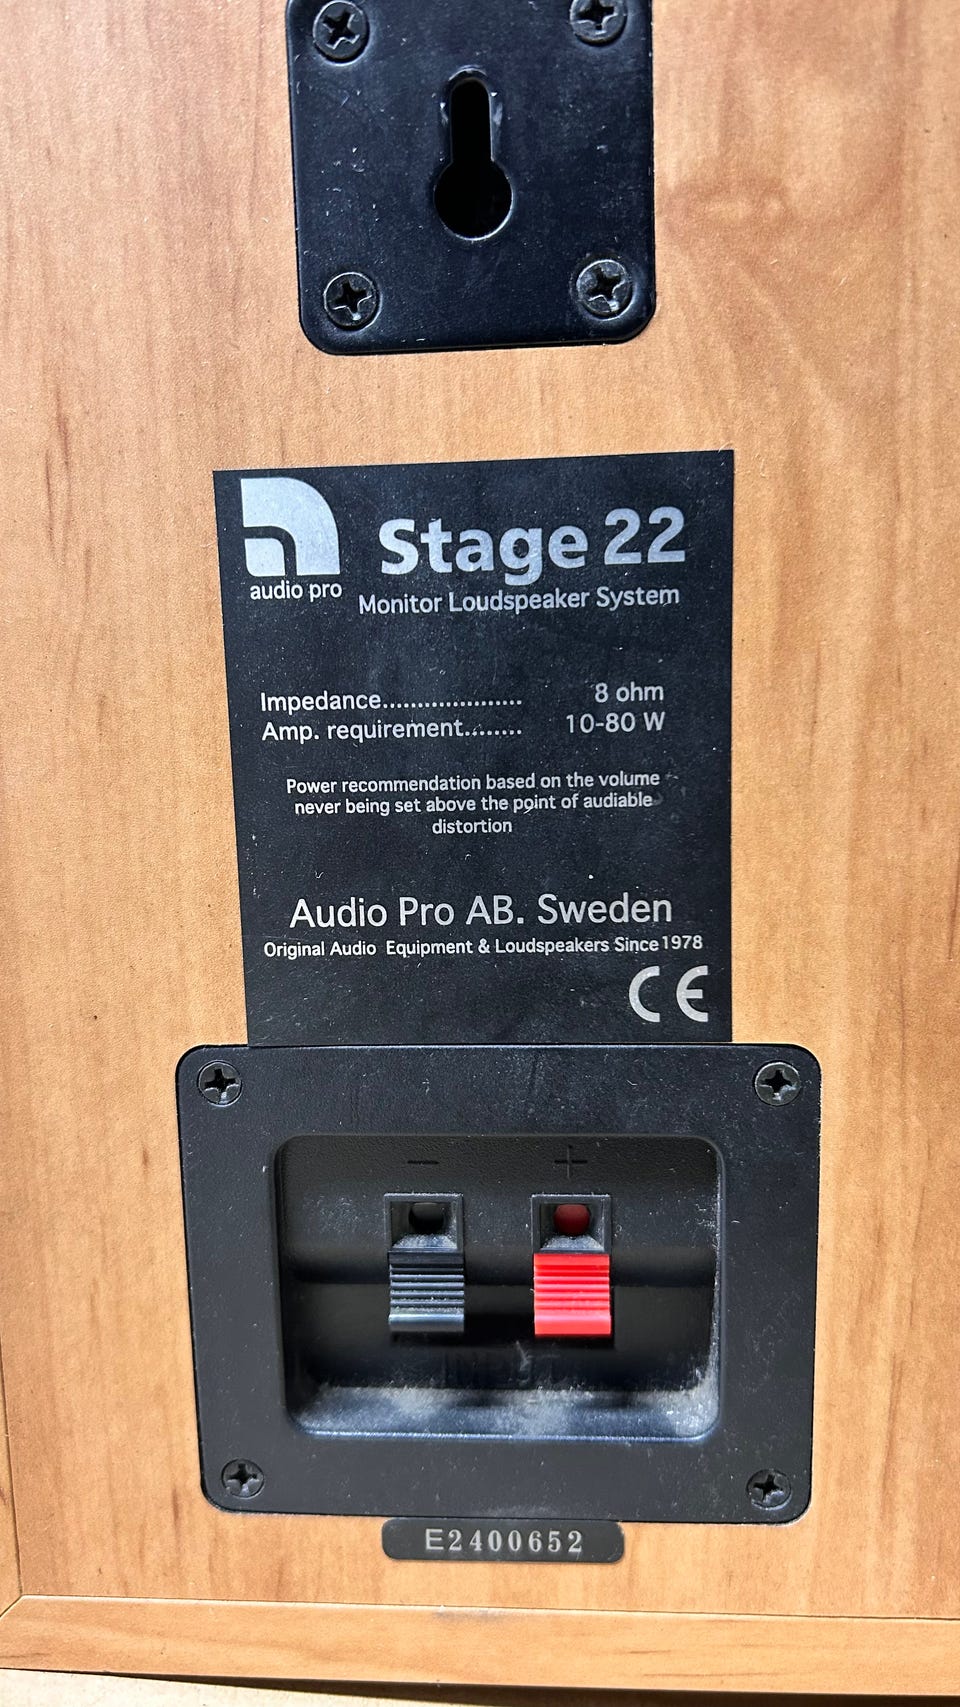 audio pro
Stage 22
Monitor Loudspeaker System
Impedance.................... 8 ohm
Amp. requirement........ 10-80 W
Power recommendation based on the volume
never being set above the point of audiable
distortion
Audio Pro AB. Sweden
Original Audio Equipment & Loudspeakers Since 1978
CE
- +
INPUT
E2400652